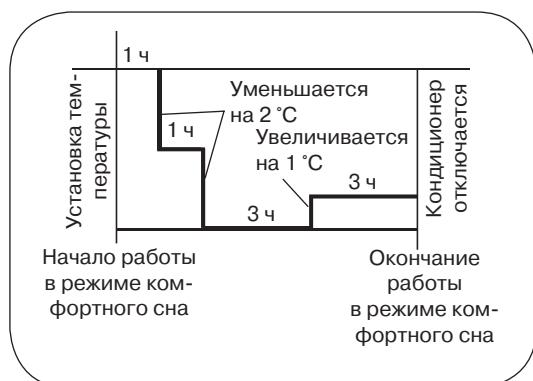 1 ч
Установка тем-
пературы
1 ч
Уменьшается
на 2 °С
Увеличивается
на 1 °С
3 ч
3 ч
Кондиционер
отключается
Начало работы
в режиме ком-
фортного сна
Окончание
работы
в режиме ком-
фортного сна